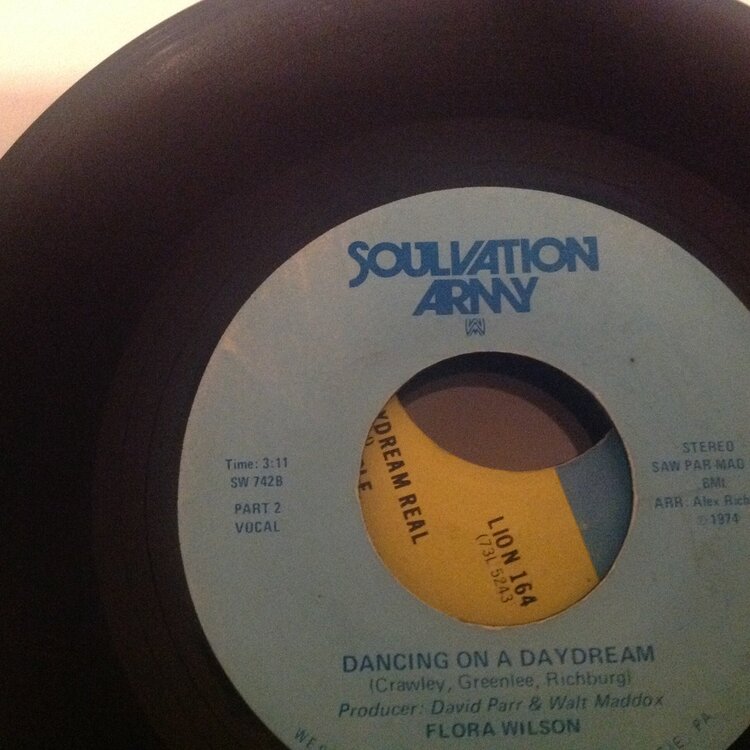 SOULVATION
ARMY
Time: 3:11
SW 742B
PART 2
VOCAL
STEREO
SAW PAR-MAD
BMI
ARR: Alex Rich
©1974
YDREAM REAL
LION 164
(73L 5243
DANCING ON A DAYDREAM
(Crawley, Greenlee, Richburg)
Producer: David Parr & Walt Maddox
FLORA WILSON
PA